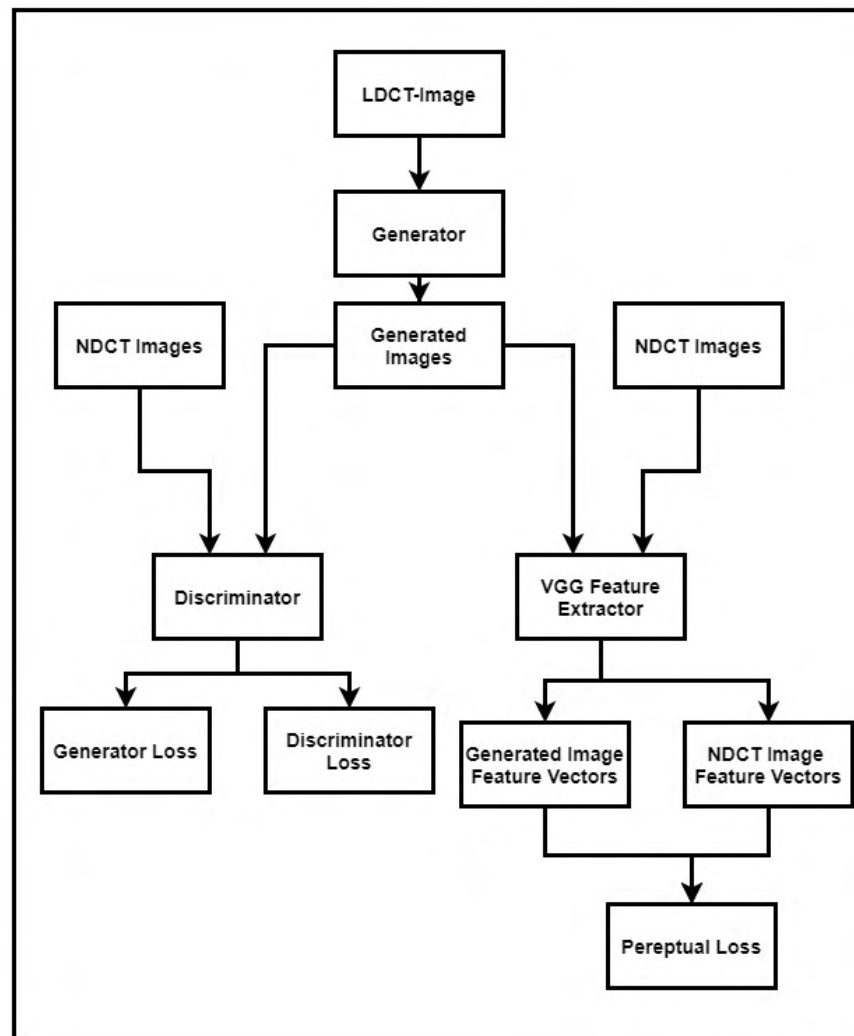 LDCT-Image
Generator
NDCT Images
Generated
Images
NDCT Images
Discriminator
VGG Feature
Extractor
Generator Loss
Discriminator
Loss
Generated Image
Feature Vectors
NDCT Image
Feature Vectors
Pereptual Loss